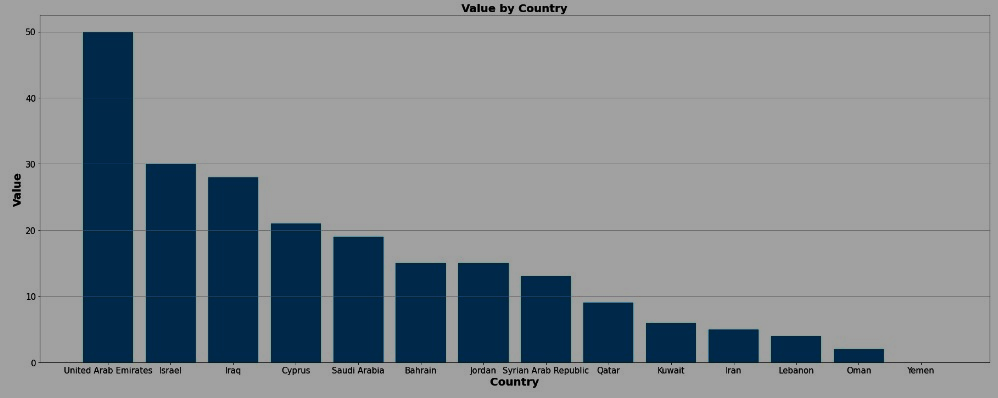 Value by Country
50
40
30
20
10
0
Value
United Arab Emirates Israel Iraq Cyprus Saudi Arabia Bahrain Jordan Syrian Arab Republic Qatar Kuwait Iran Lebanon Oman Yemen
Country